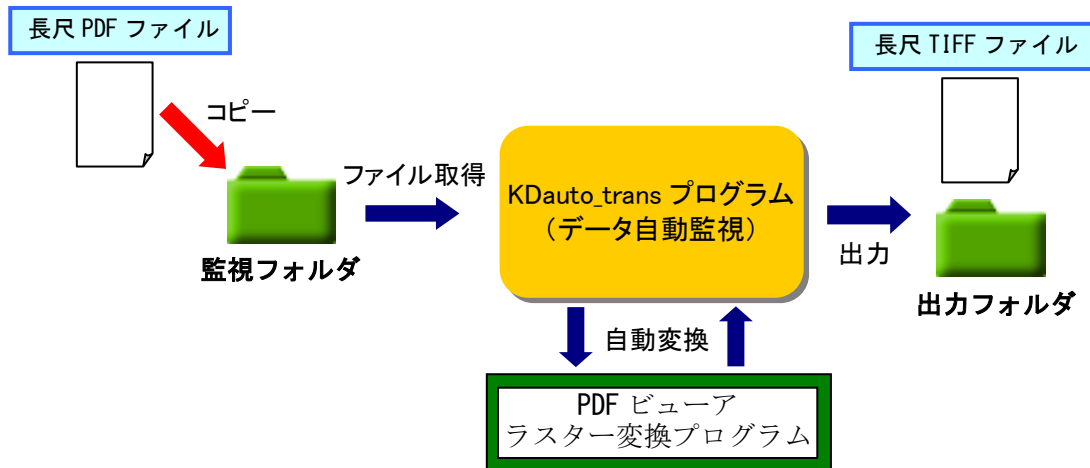 長尺 PDF ファイル
長尺 TIFF ファイル
コピー
ファイル取得
KDauto_trans プログラム
（データ自動監視）
出力
監視フォルダ
出力フォルダ
自動変換
PDF ビューア
ラスター変換プログラム